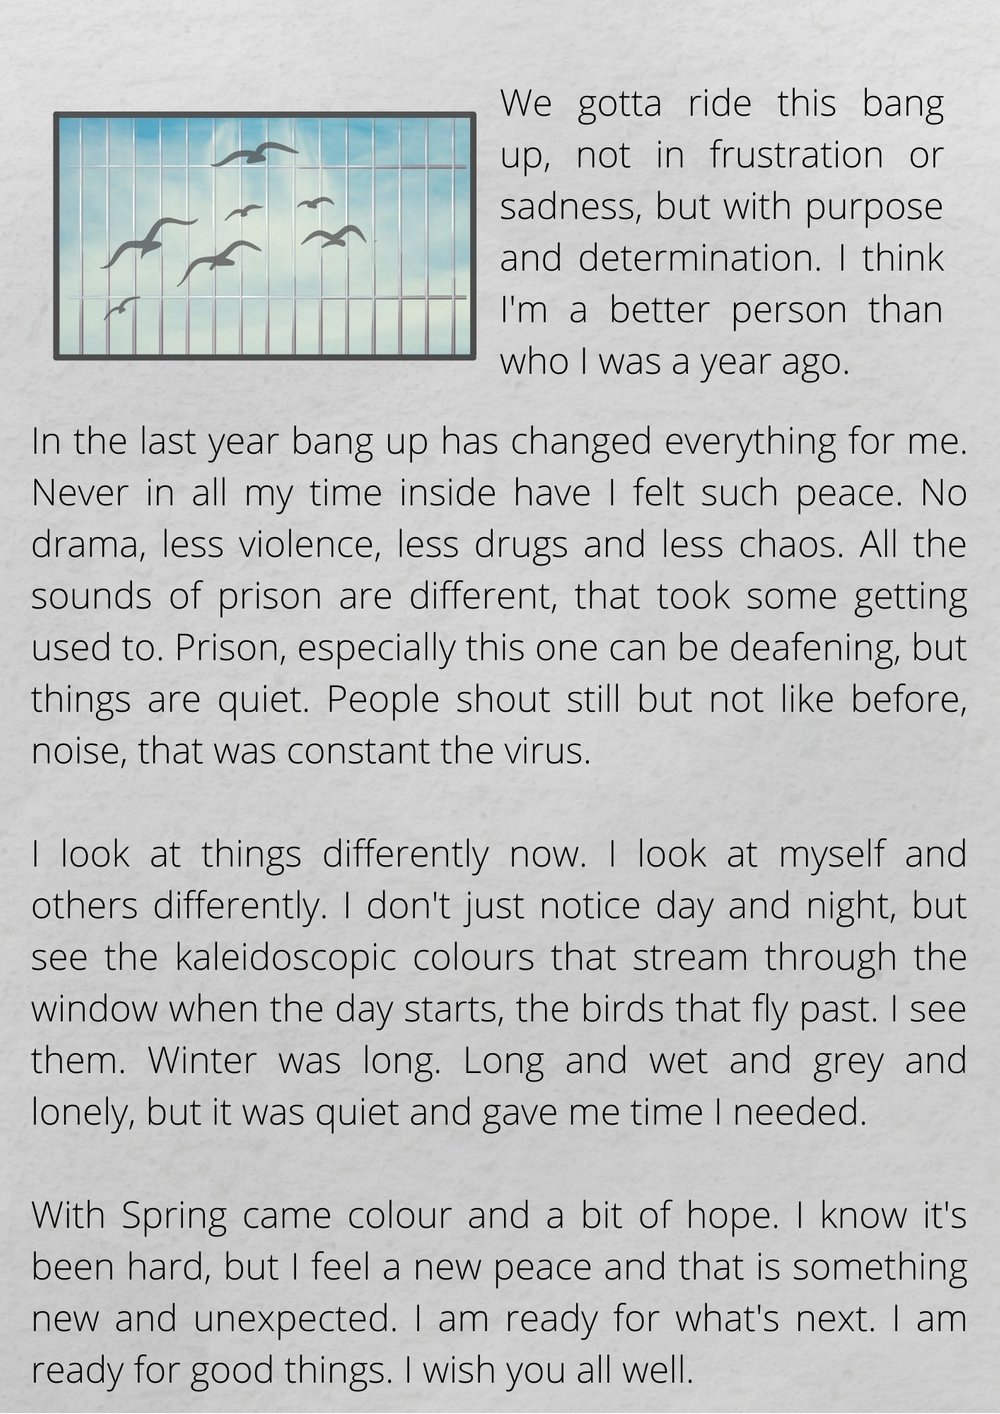 We gotta ride this bang
up, not in frustration or
sadness, but with purpose
and determination. I think
I'm a better person than
who I was a year ago.
In the last year bang up has changed everything for me.
Never in all my time inside have I felt such peace. No
drama, less violence, less drugs and less chaos. All the
sounds of prison are different, that took some getting
used to. Prison, especially this one can be deafening, but
things are quiet. People shout still but not like before,
noise, that was constant the virus.
I look at things differently now. I look at myself and
others differently. I don't just notice day and night, but
see the kaleidoscopic colours that stream through the
window when the day starts, the birds that fly past. I see
them. Winter was long. Long and wet and grey and
lonely, but it was quiet and gave me time I needed.
With Spring came colour and a bit of hope. I know it's
been hard, but I feel a new peace and that is something
new and unexpected. I am ready for what's next. I am
ready for good things. I wish you all well.